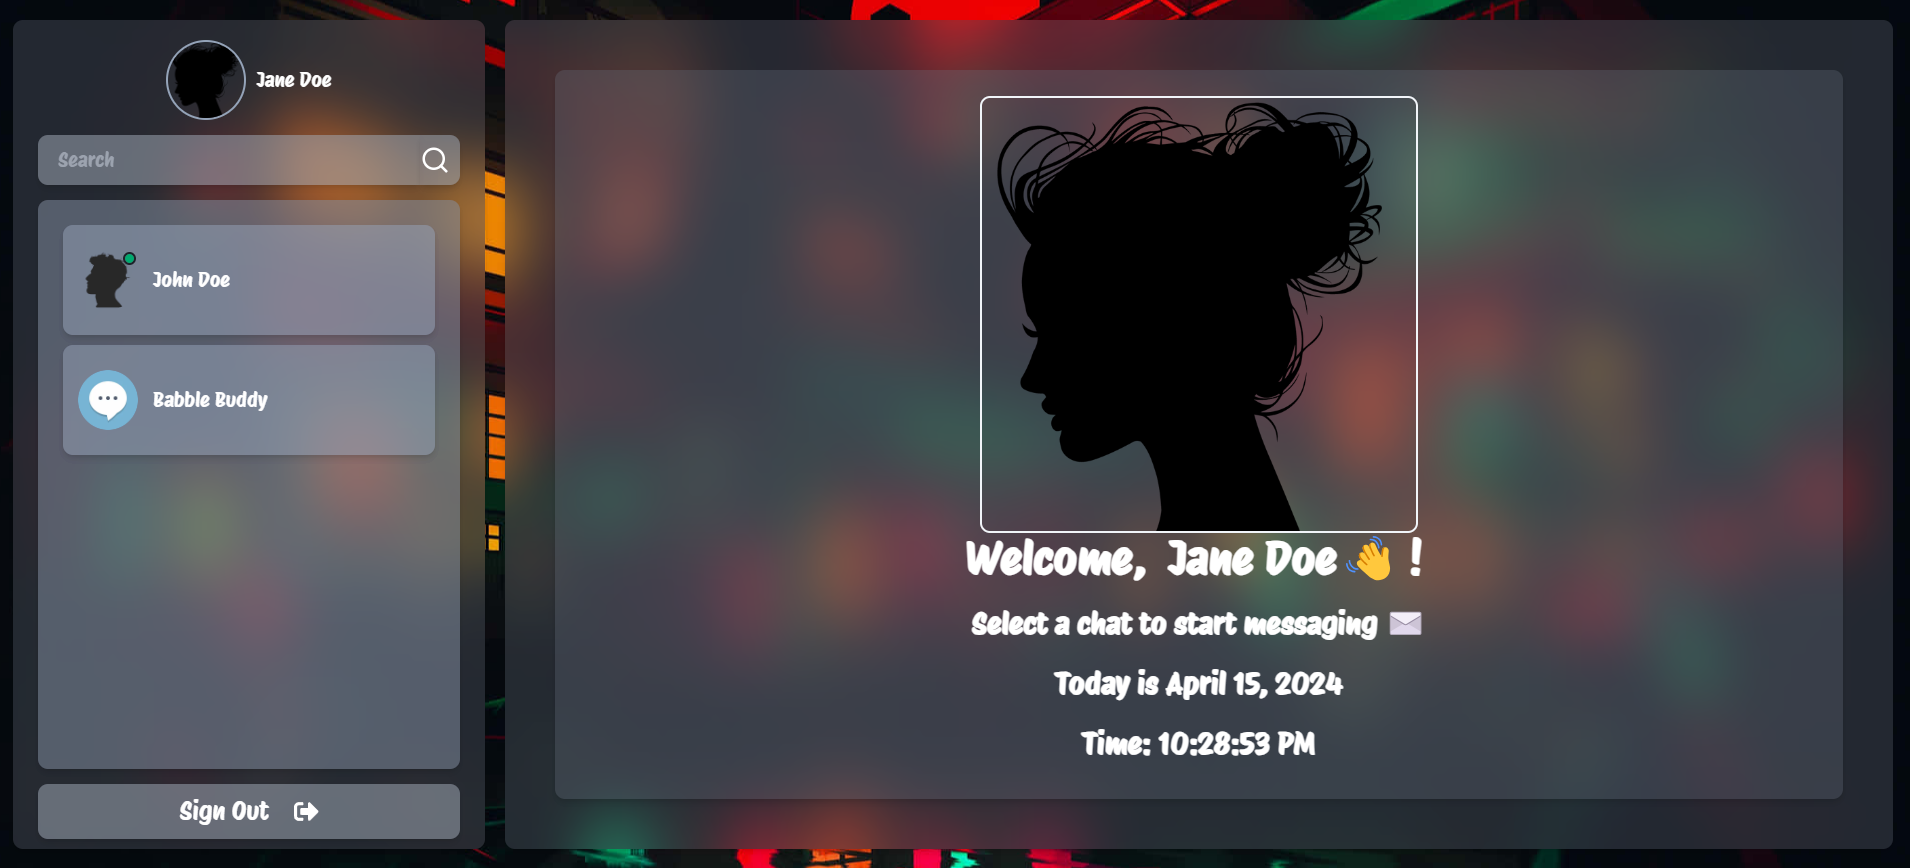 Jane Doe
Search
John Doe
Babble Buddy
Sign Out
Welcome, Jane Doe 👋 !
Select a chat to start messaging ✉️
Today is April 15, 2024
Time: 10:28:53 PM